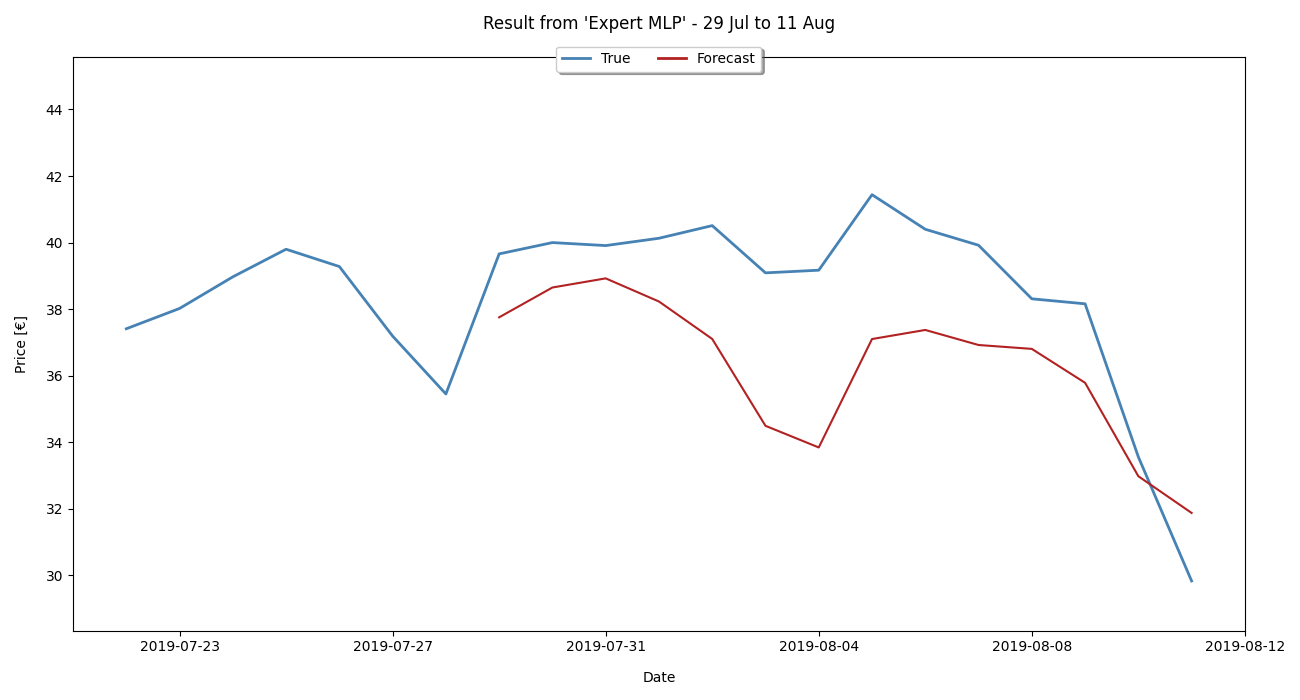 Result from 'Expert MLP' - 29 Jul to 11 Aug
True Forecast
44
42
40
38
36
34
32
30
Price [€]
2019-07-23 2019-07-27 2019-07-31 2019-08-04 2019-08-08 2019-08-12
Date